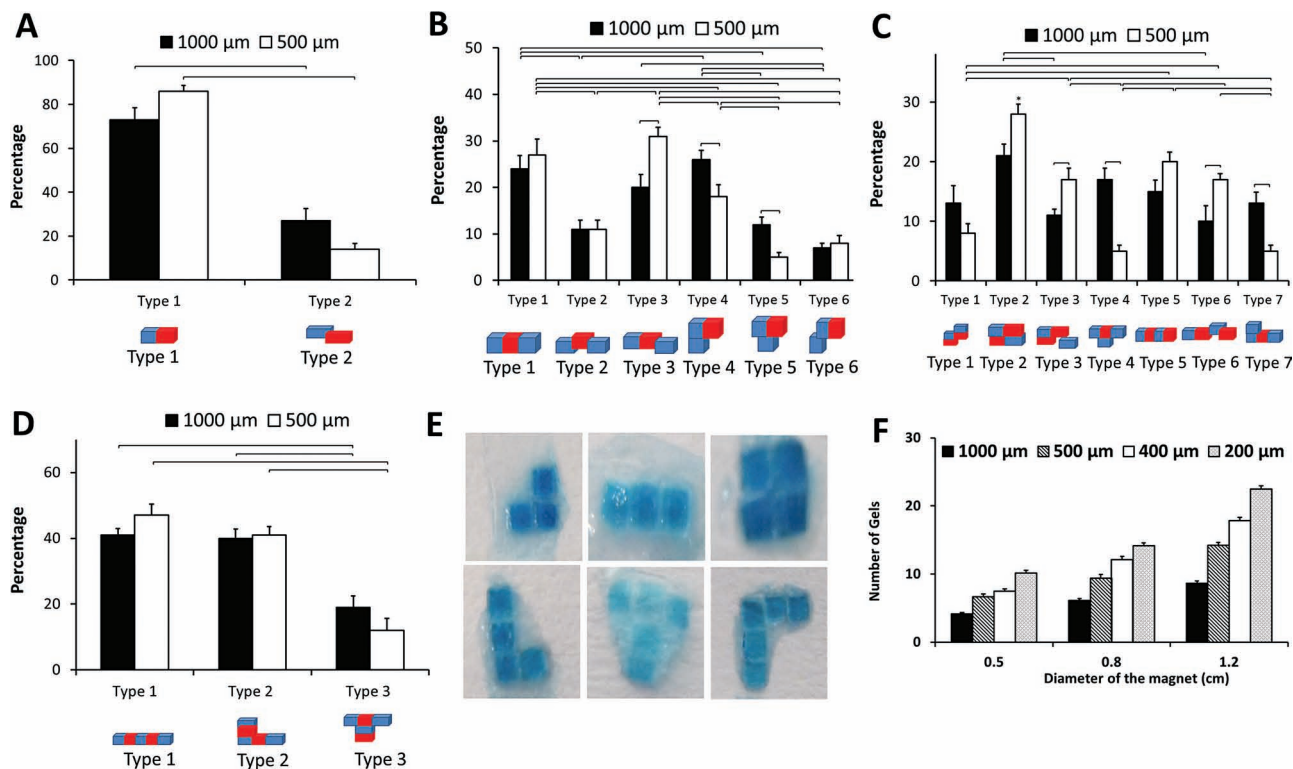 A
1000 µm 500 µm
100
80
60
40
20
0
Percentage
Type 1 Type 2
Type 1 Type 2
B
1000 µm 500 µm
50
40
30
20
10
0
Percentage
Type 1 Type 2 Type 3 Type 4 Type 5 Type 6
Type 1 Type 2 Type 3 Type 4 Type 5 Type 6
C
1000 µm 500 µm
30
20
10
0
Percentage
*
Type 1 Type 2 Type 3 Type 4 Type 5 Type 6 Type 7
Type 1 Type 2 Type 3 Type 4 Type 5 Type 6 Type 7
D
1000 µm 500 µm
60
40
20
0
Percentage
Type 1 Type 2 Type 3
Type 1 Type 2 Type 3
E
F
1000 µm 500 µm 400 µm 200 µm
30
20
10
0
Number of Gels
0.5 0.8 1.2
Diameter of the magnet (cm)